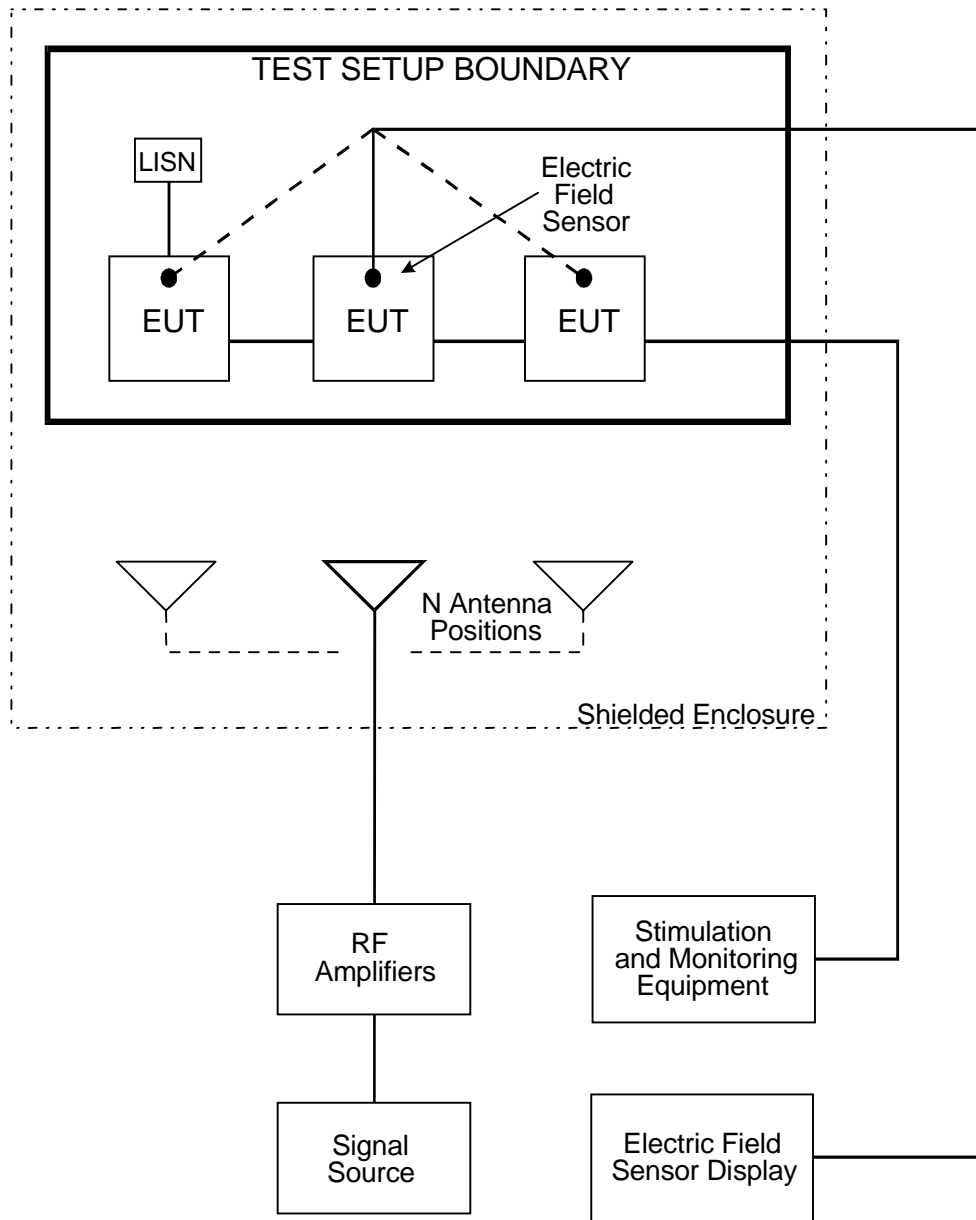 TEST SETUP BOUNDARY
LISN
Electric
Field
Sensor
EUT
EUT
EUT
N Antenna
Positions
Shielded Enclosure
RF
Amplifiers
Stimulation
and Monitoring
Equipment
Signal
Source
Electric Field
Sensor Display